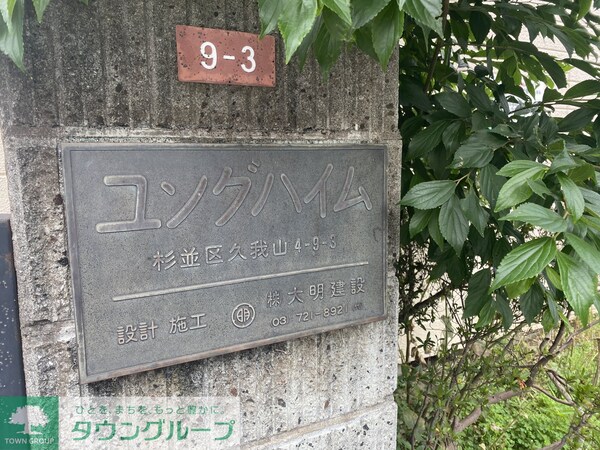 9-3
ユングハイム
杉並区久我山4-9-3
設計 施工 明 ㈱大明建設
03 721-8921
TOWN GROUP
ひとを、まちを、もっと豊かに
タウングループ